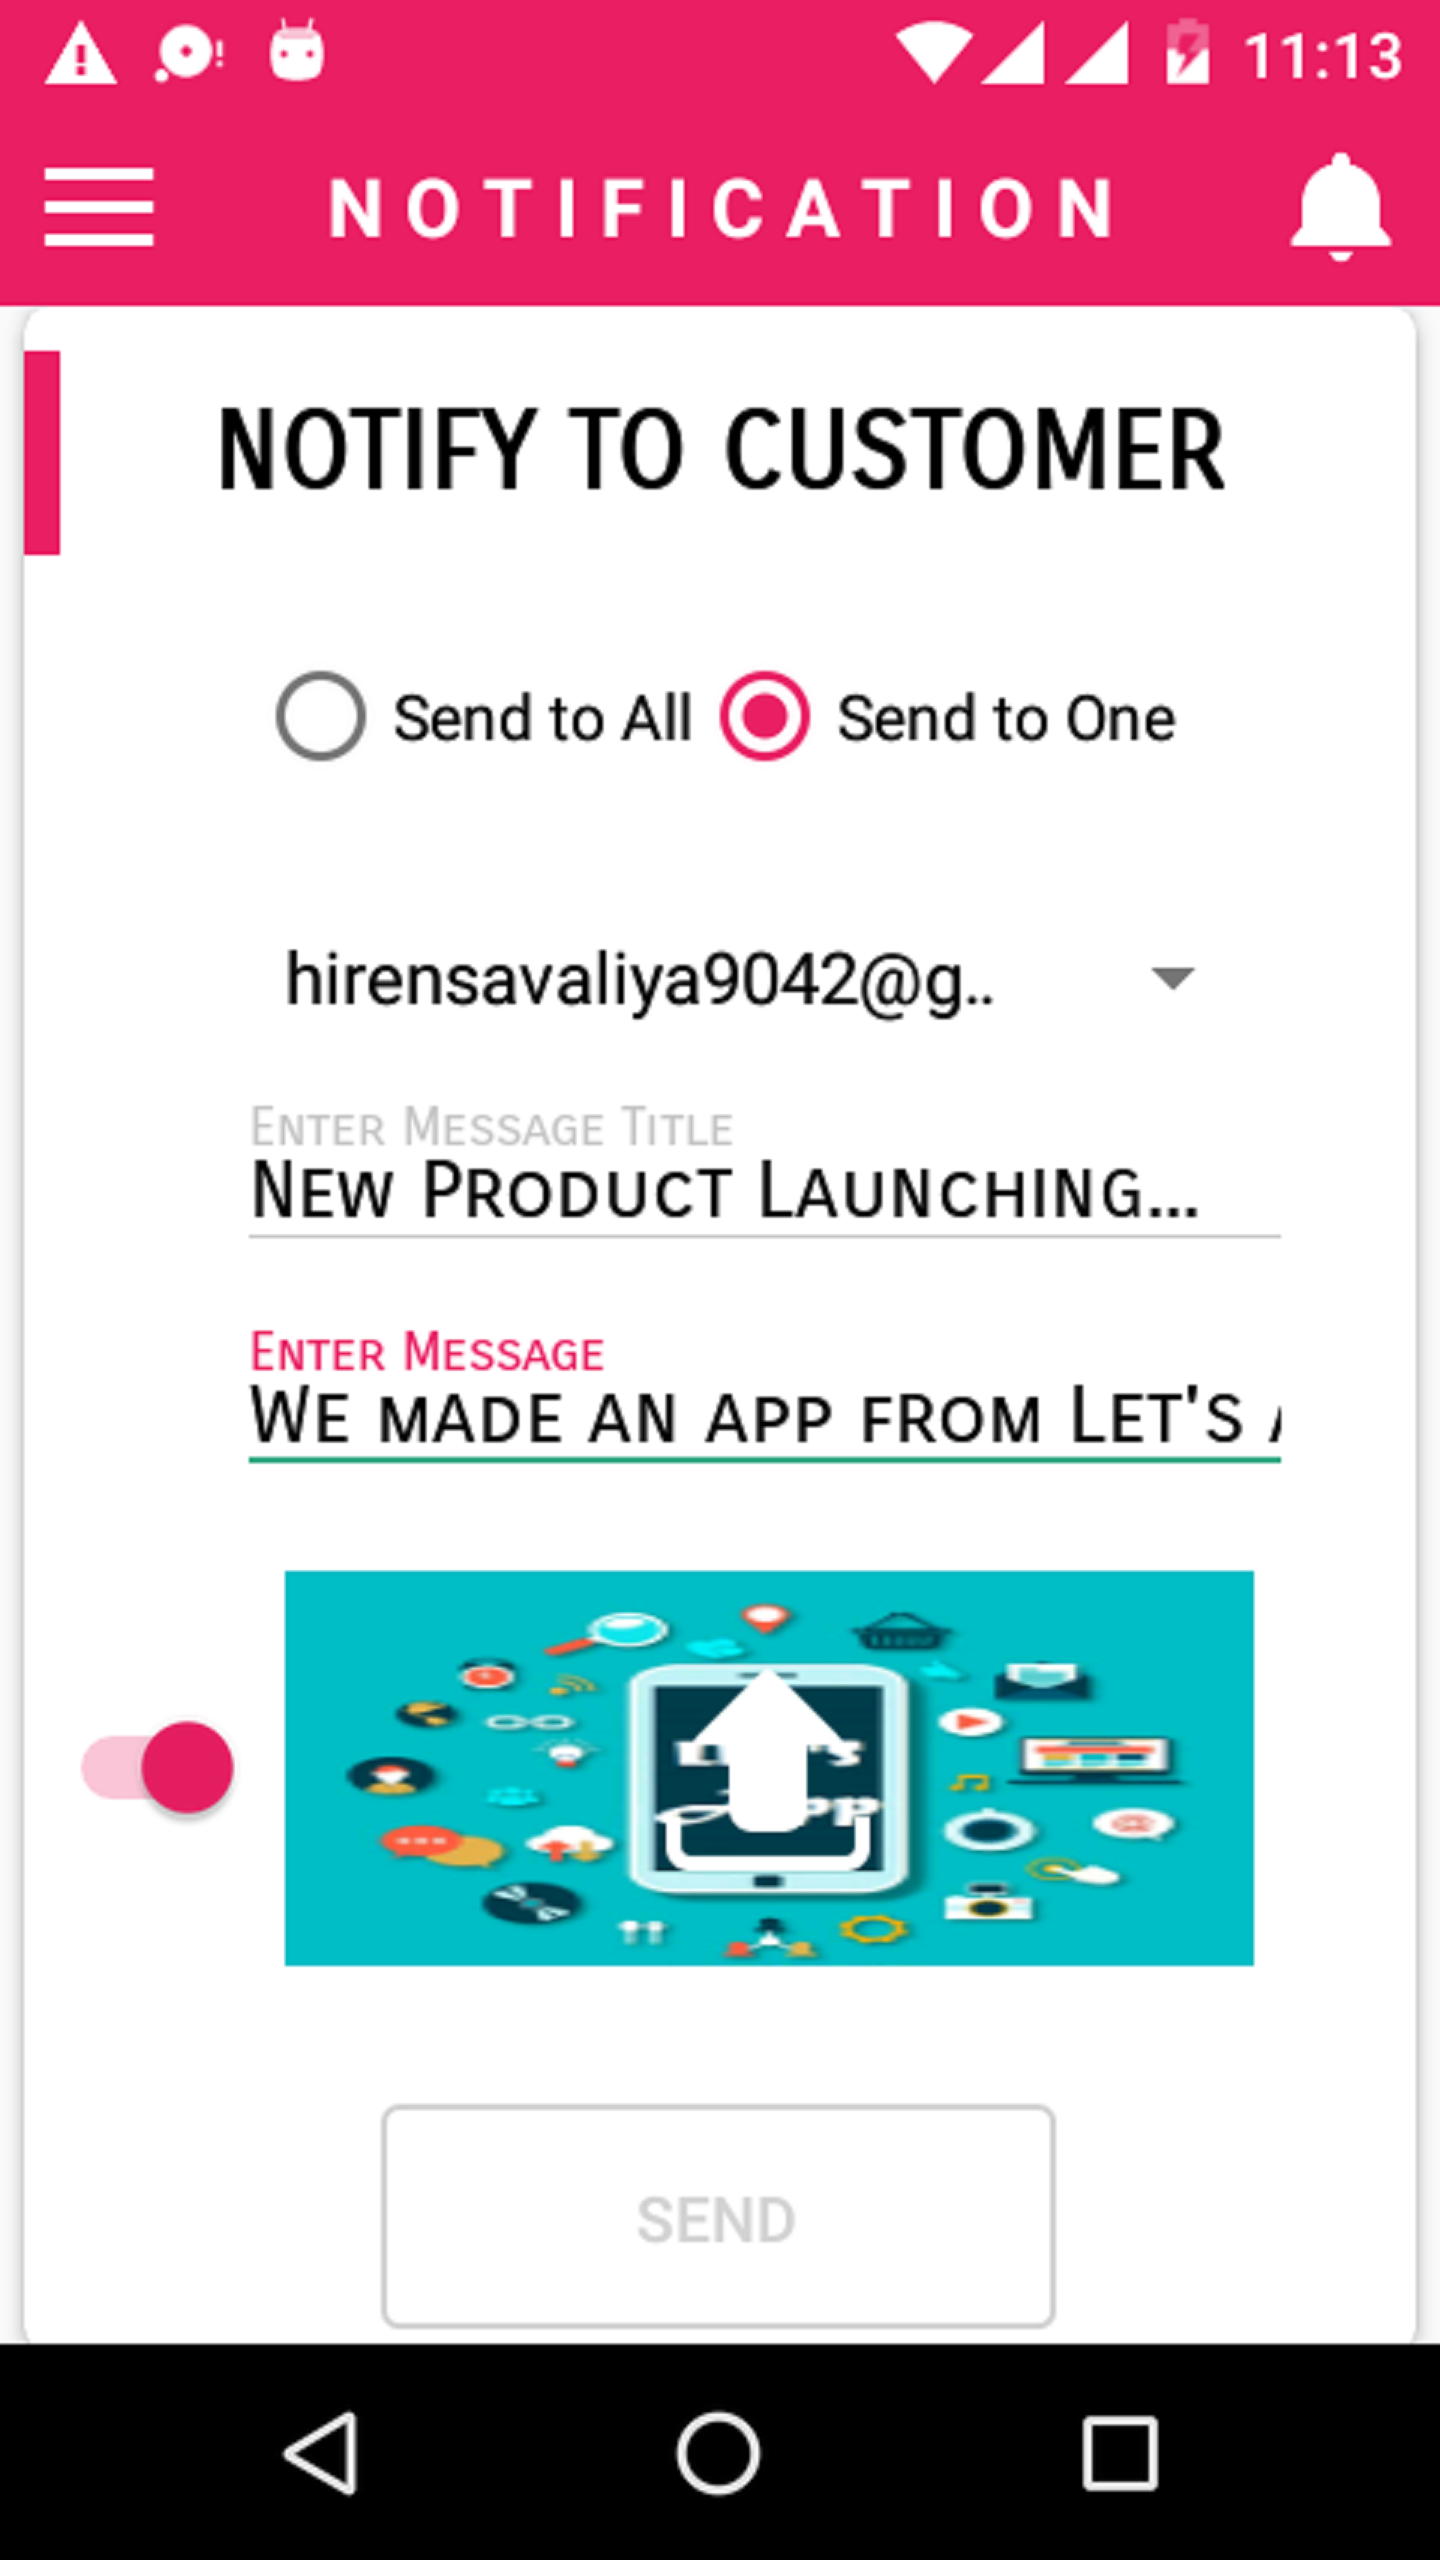 11:13
NOTIFICATION
NOTIFY TO CUSTOMER
Send to All Send to One
hirensavaliya9042@g..
Enter Message Title
New Product Launching...
Enter Message
We made an app from Let's
SEND